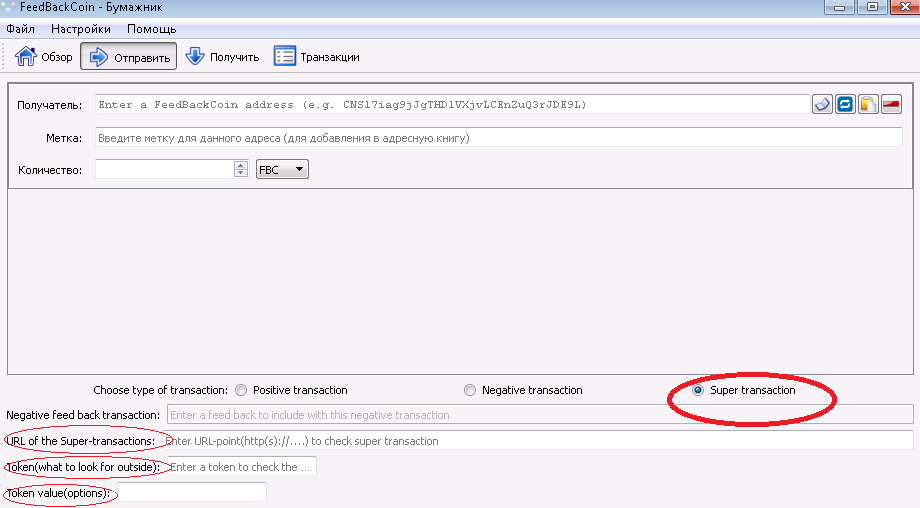 FeedBackCoin - Бумажник
Файл Настройки Помощь
Обзор Отправить Получить Транзакции
Получатель: Enter a FeedBackCoin address (e.g. CNS17iag9jJgTHD1VXjvLCEnZuQ3rJDE9L)
Метка: Введите метку для данного адреса (для добавления в адресную книгу)
Количество: FBC
Choose type of transaction: Positive transaction Negative transaction Super transaction
Negative feed back transaction: Enter a feed back to include with this negative transaction
URL of the Super-transactions: Enter URL-point(http(s)://....) to check super transaction
Token(what to look for outside): Enter a token to check the ...
Token value(options):